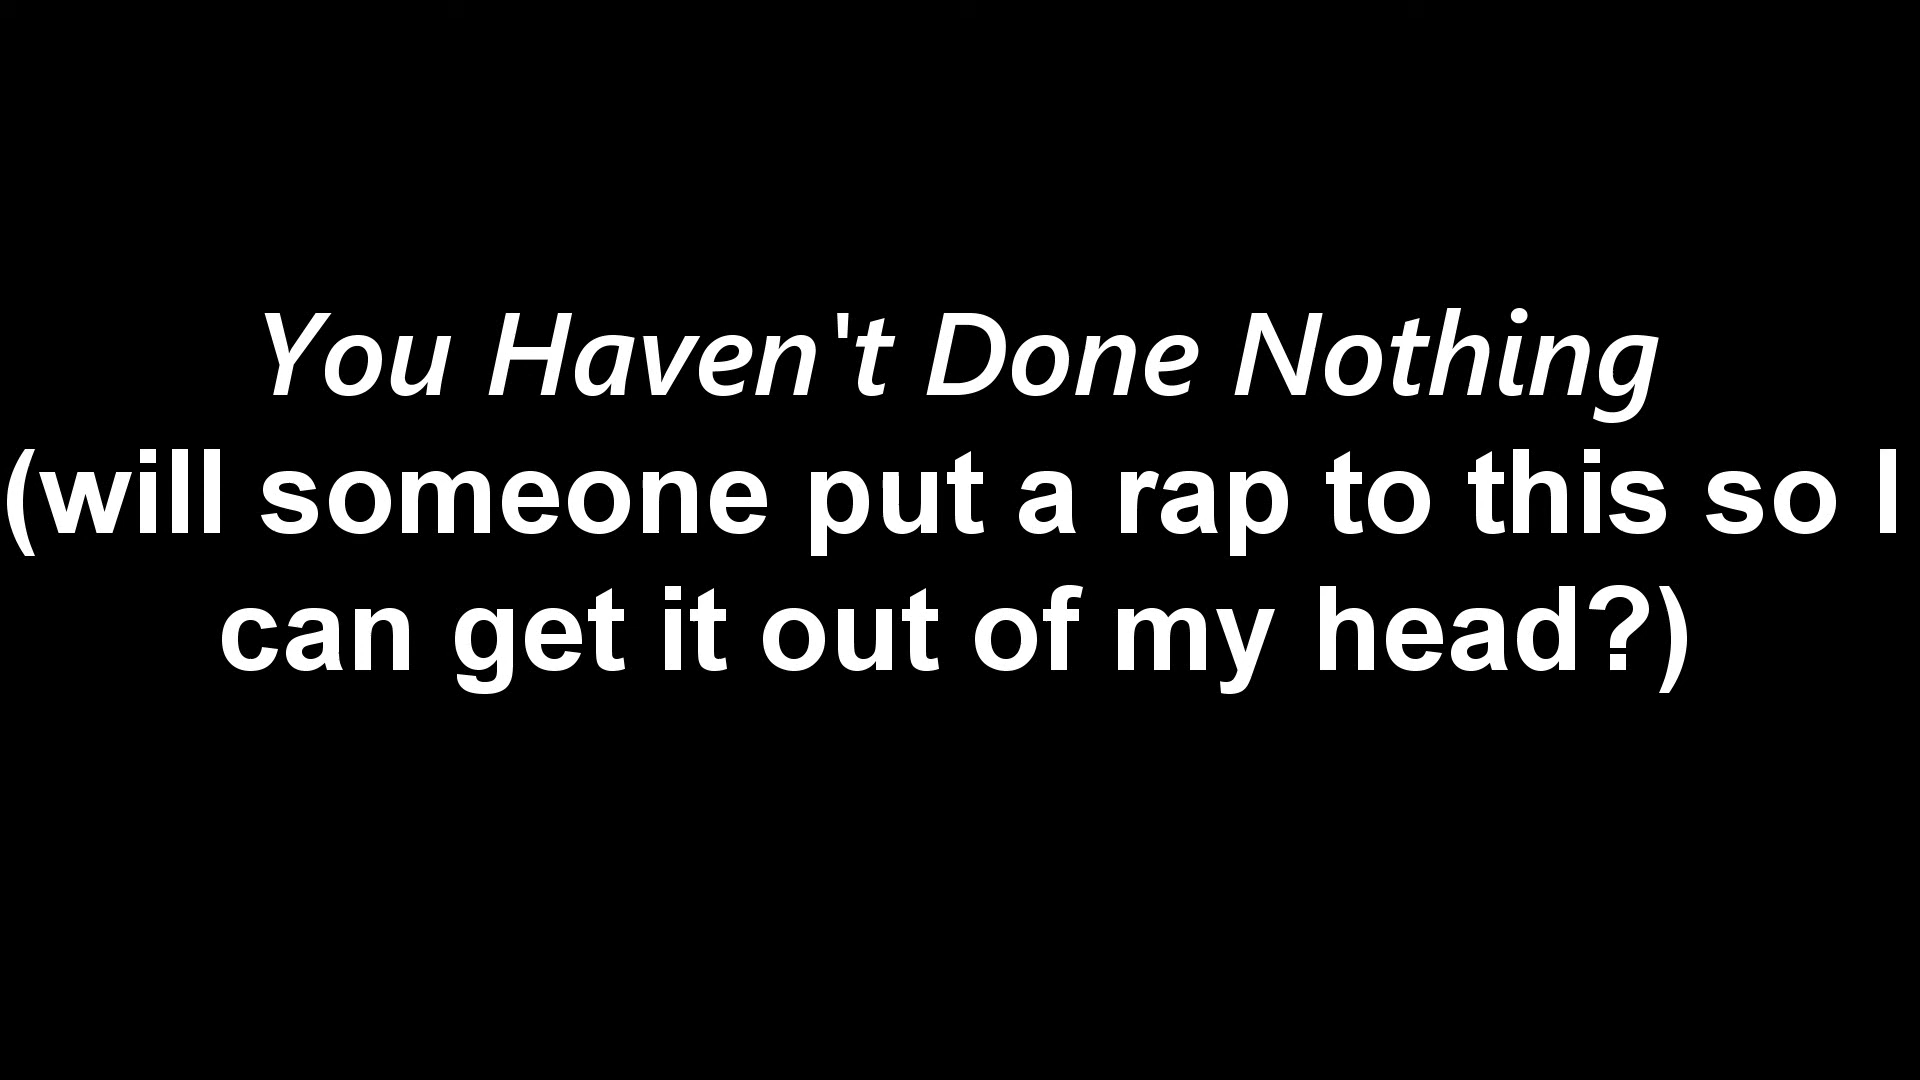 You Haven't Done Nothing
(will someone put a rap to this so I
can get it out of my head?)